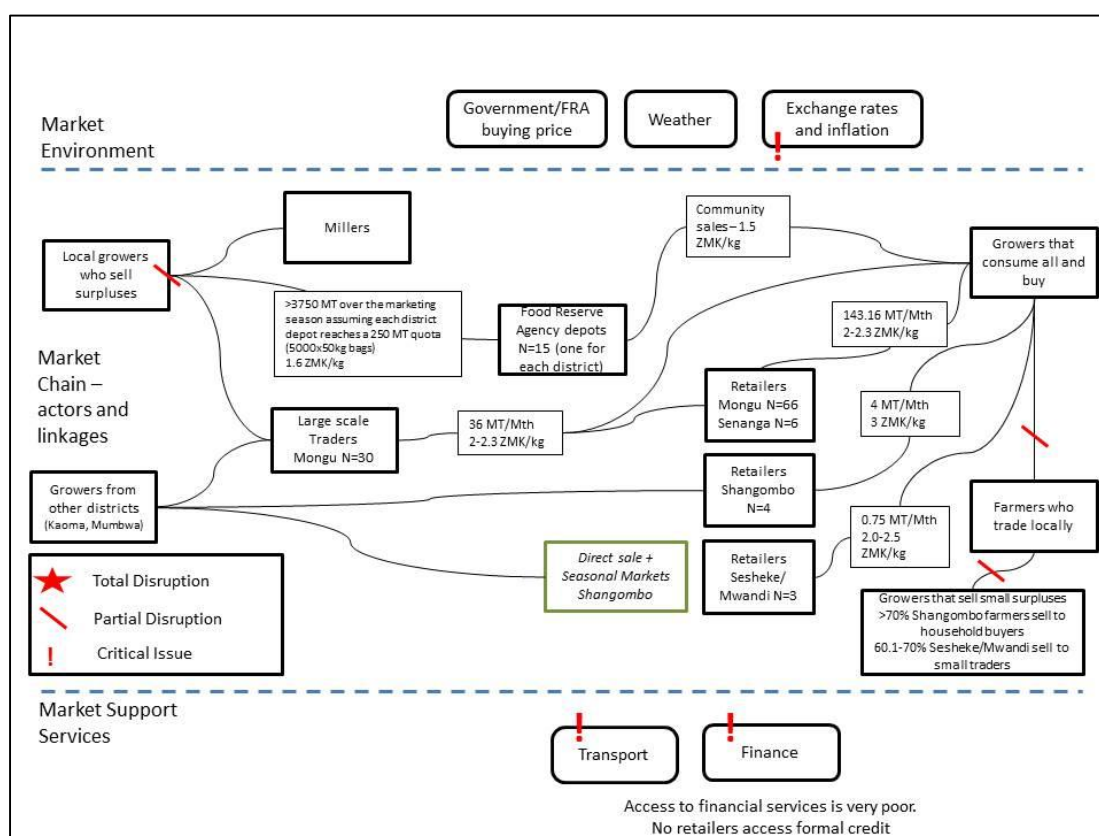 Government/FRA
buying price
Weather
Exchange rates
and inflation
!
Market
Environment
Millers
Community
sales– 1.5
ZMK/kg
Local growers
who sell
surpluses
Growers that
consume all and
buy
>3750 MT over the marketing
season assuming each district
depot reaches a 250 MT quota
(5000x50kg bags)
1.6 ZMK/kg
Food Reserve
Agency depots
N=15 (one for
each district)
143.16 MT/Mth
2-2.3 ZMK/kg
Market
Chain –
actors and
linkages
Large scale
Traders
Mongu N=30
36 MT/Mth
2-2.3 ZMK/kg
Retailers
Mongu N=66
Senanga N=6
4 MT/Mth
3 ZMK/kg
Growers from
other districts
(Kaoma, Mumbwa)
Retailers
Shangombo
N=4
Farmers who
trade locally
0.75 MT/Mth
2.0-2.5
ZMK/kg
Direct sale +
Seasonal Markets
Shangombo
Retailers
Sesheke/
Mwandi N=3
Growers that sell small surpluses
>70% Shangombo farmers sell to
household buyers
60.1-70% Sesheke/Mwandi sell to
small traders
Total Disruption
Partial Disruption
! Critical Issue
Market Support
Services
!
Transport
!
Finance
Access to financial services is very poor.
No retailers access formal credit